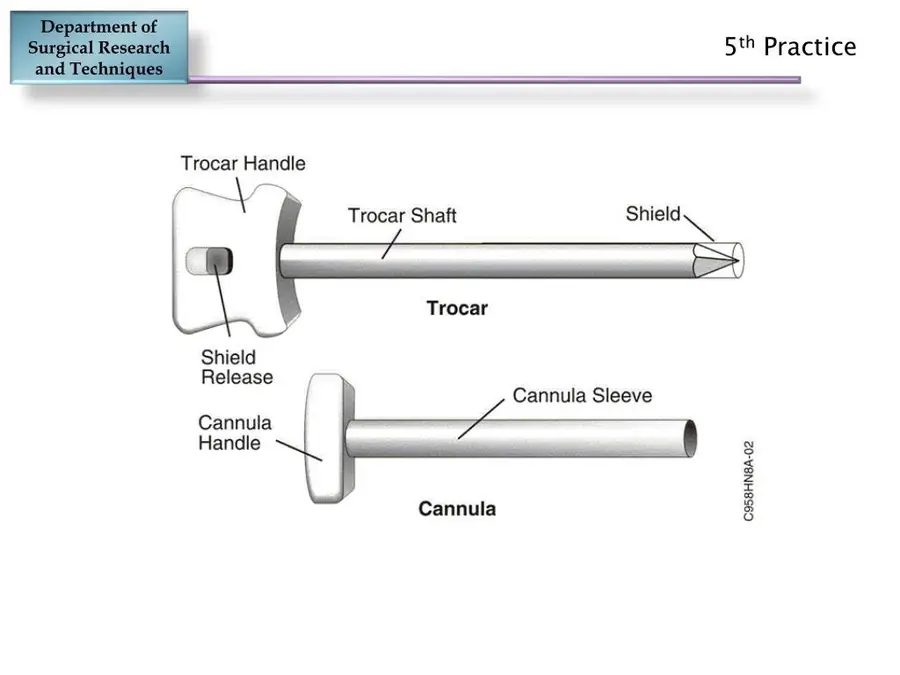 Department of
Surgical Research
and Techniques
5th Practice
Trocar Handle
Trocar Shaft
Shield
Trocar
Shield
Release
Cannula Sleeve
Cannula
Handle
Cannula
C958HN8A-02